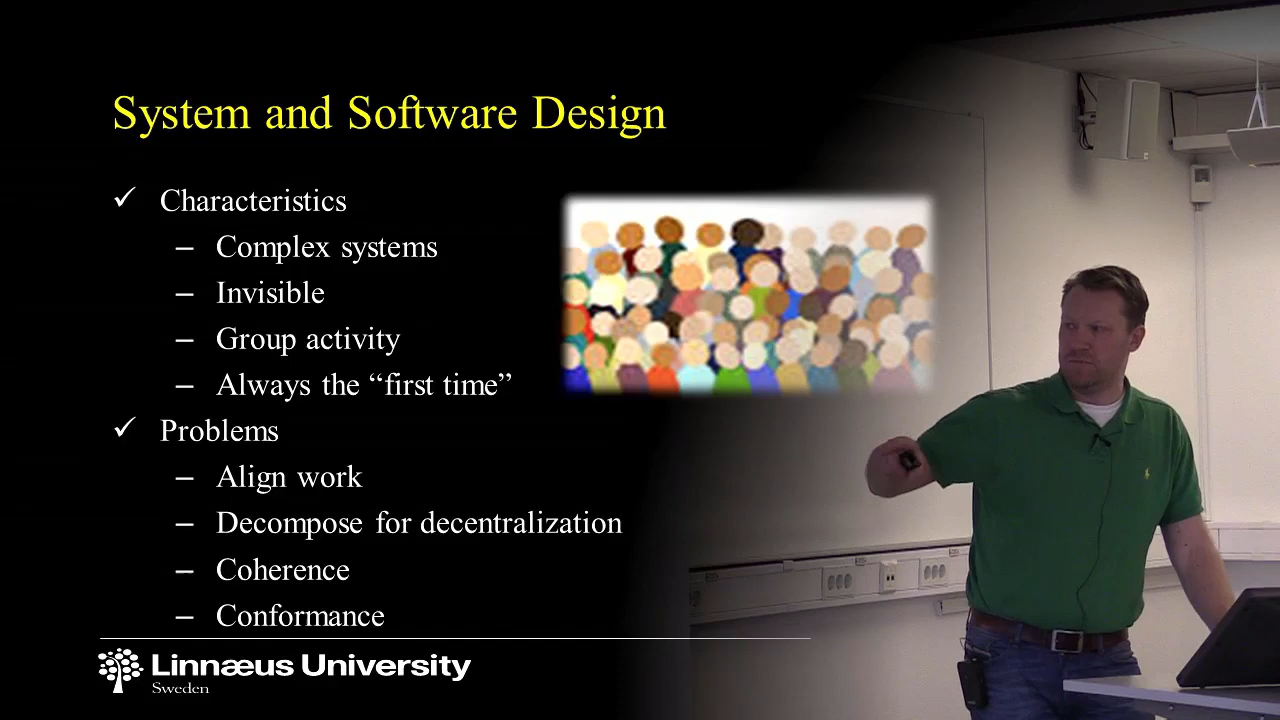 System and Software Design
✓ Characteristics
– Complex systems
– Invisible
– Group activity
– Always the “first time”
✓ Problems
– Align work
– Decompose for decentralization
– Coherence
– Conformance
Linnæus University
Sweden